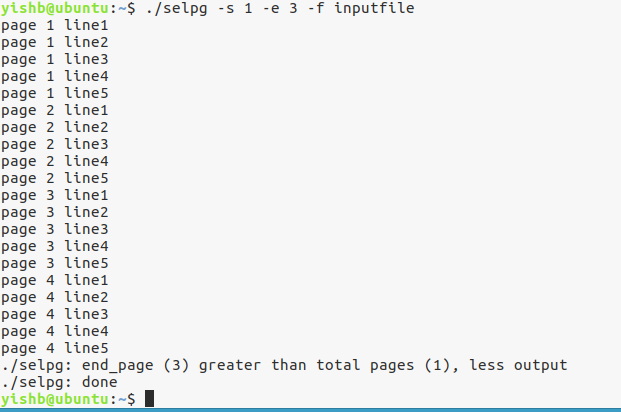 yishb@ubuntu:~$ ./selpg -s 1 -e 3 -f inputfile
page 1 line1
page 1 line2
page 1 line3
page 1 line4
page 1 line5
page 2 line1
page 2 line2
page 2 line3
page 2 line4
page 2 line5
page 3 line1
page 3 line2
page 3 line3
page 3 line4
page 3 line5
page 4 line1
page 4 line2
page 4 line3
page 4 line4
page 4 line5
./selpg: end_page (3) greater than total pages (1), less output
./selpg: done
yishb@ubuntu:~$